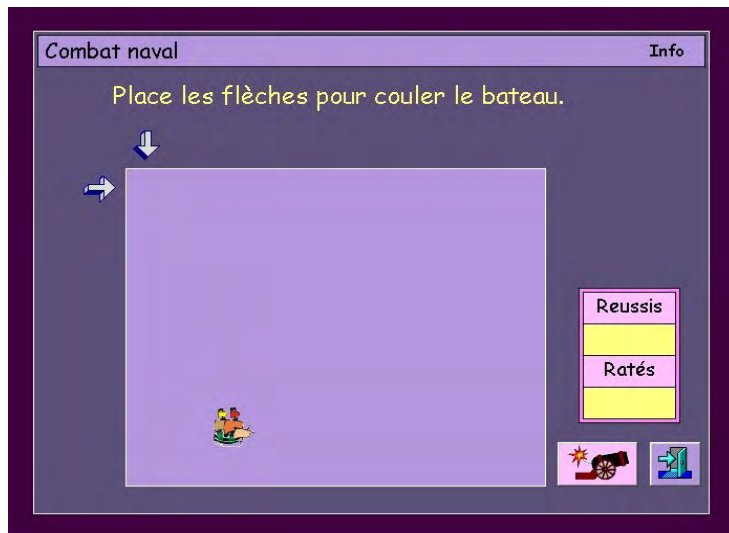 Combat naval
Info
Place les flèches pour couler le bateau.
Reussis
Ratés